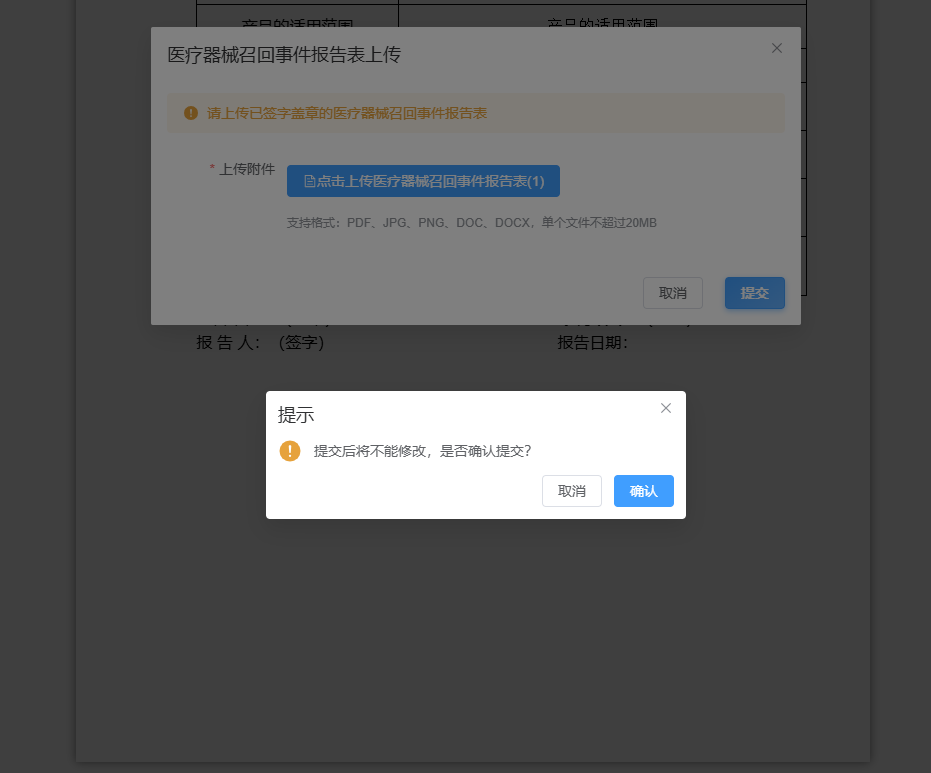 产品的适用范围 产品的适用范围
医疗器械召回事件报告表上传
请上传已签字盖章的医疗器械召回事件报告表
* 上传附件
点击上传医疗器械召回事件报告表(1)
支持格式：PDF、JPG、PNG、DOC、DOCX，单个文件不超过20MB
取消 提交
报 告 人： （签字） 报告日期：
提示
提交后将不能修改，是否确认提交？
取消 确认